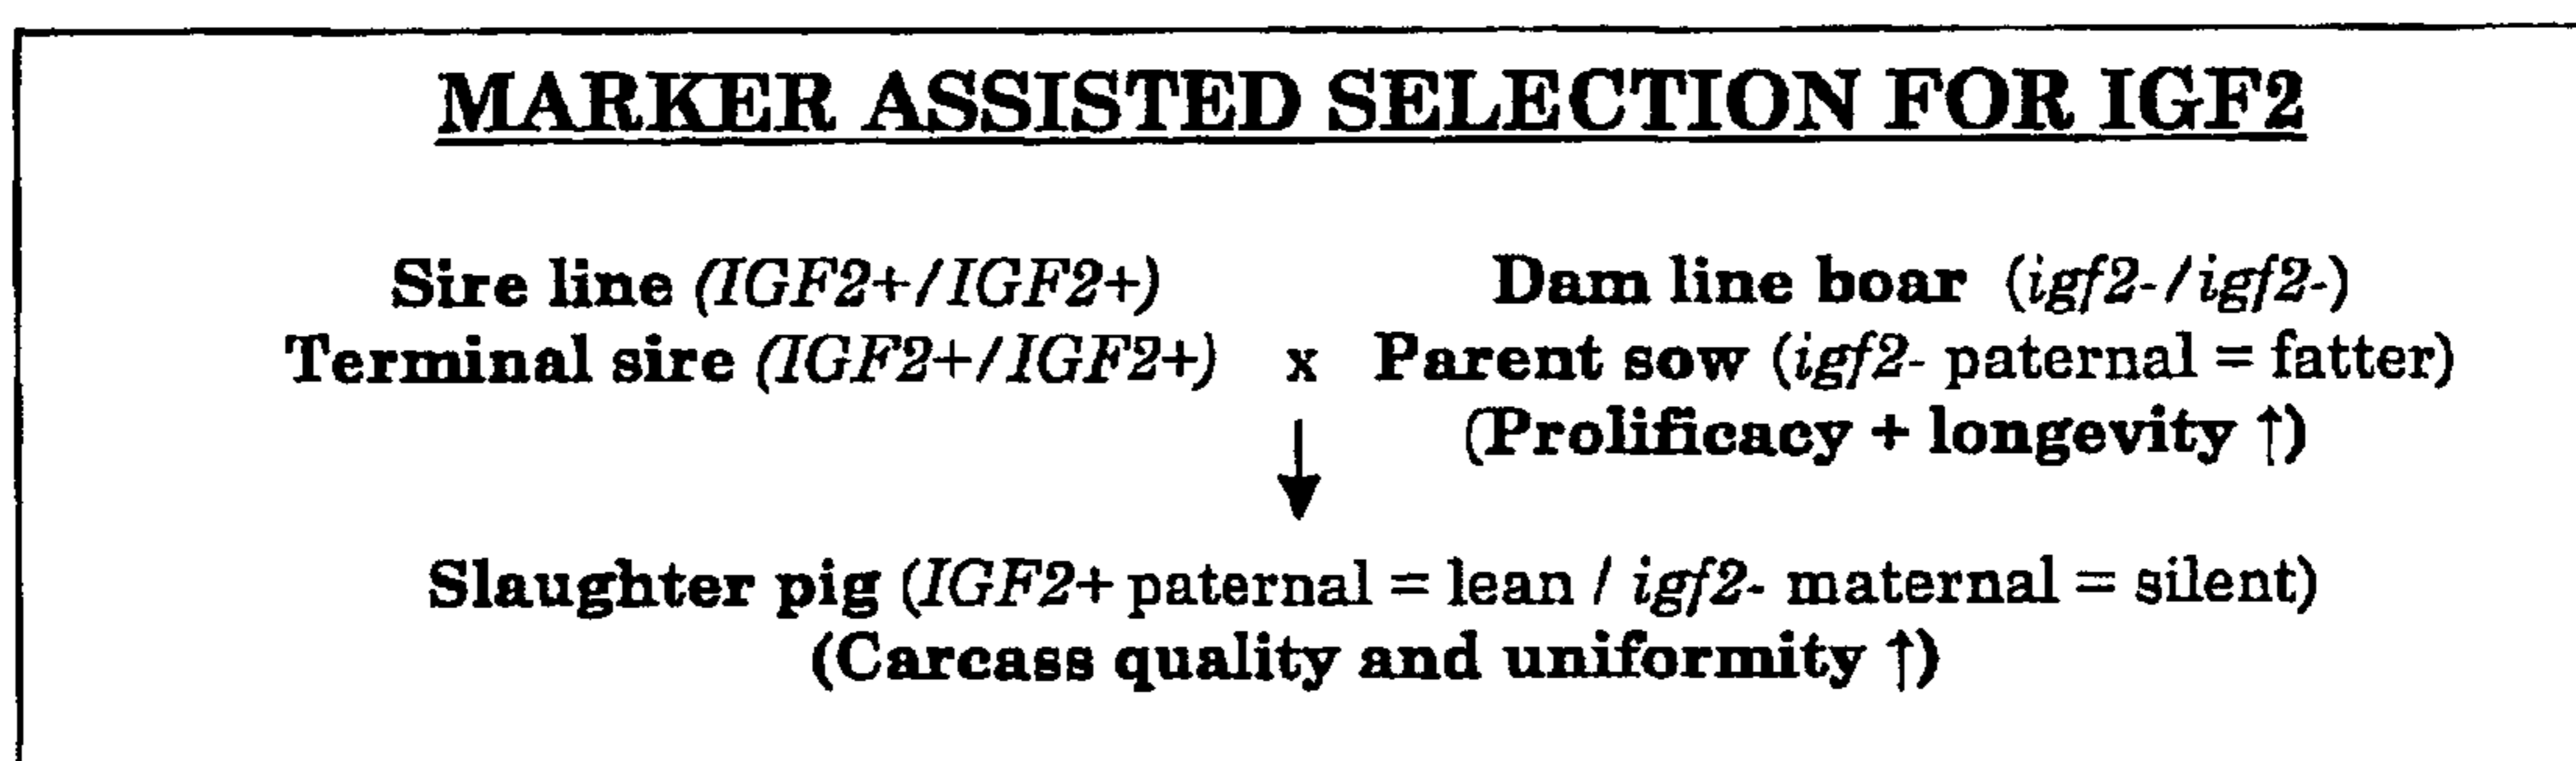 MARKER ASSISTED SELECTION FOR IGF2
Sire line (IGF2+/IGF2+) Dam line boar (igf2-/igf2-)
Terminal sire (IGF2+/IGF2+) x Parent sow (igf2- paternal = fatter)
(Prolificacy + longevity ↑)
Slaughter pig (IGF2+ paternal = lean / igf2- maternal = silent)
(Carcass quality and uniformity ↑)